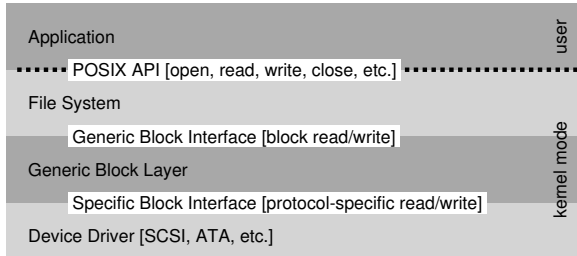 Application
user
POSIX API [open, read, write, close, etc.]
File System
Generic Block Interface [block read/write]
kernel mode
Generic Block Layer
Specific Block Interface [protocol-specific read/write]
Device Driver [SCSI, ATA, etc.]